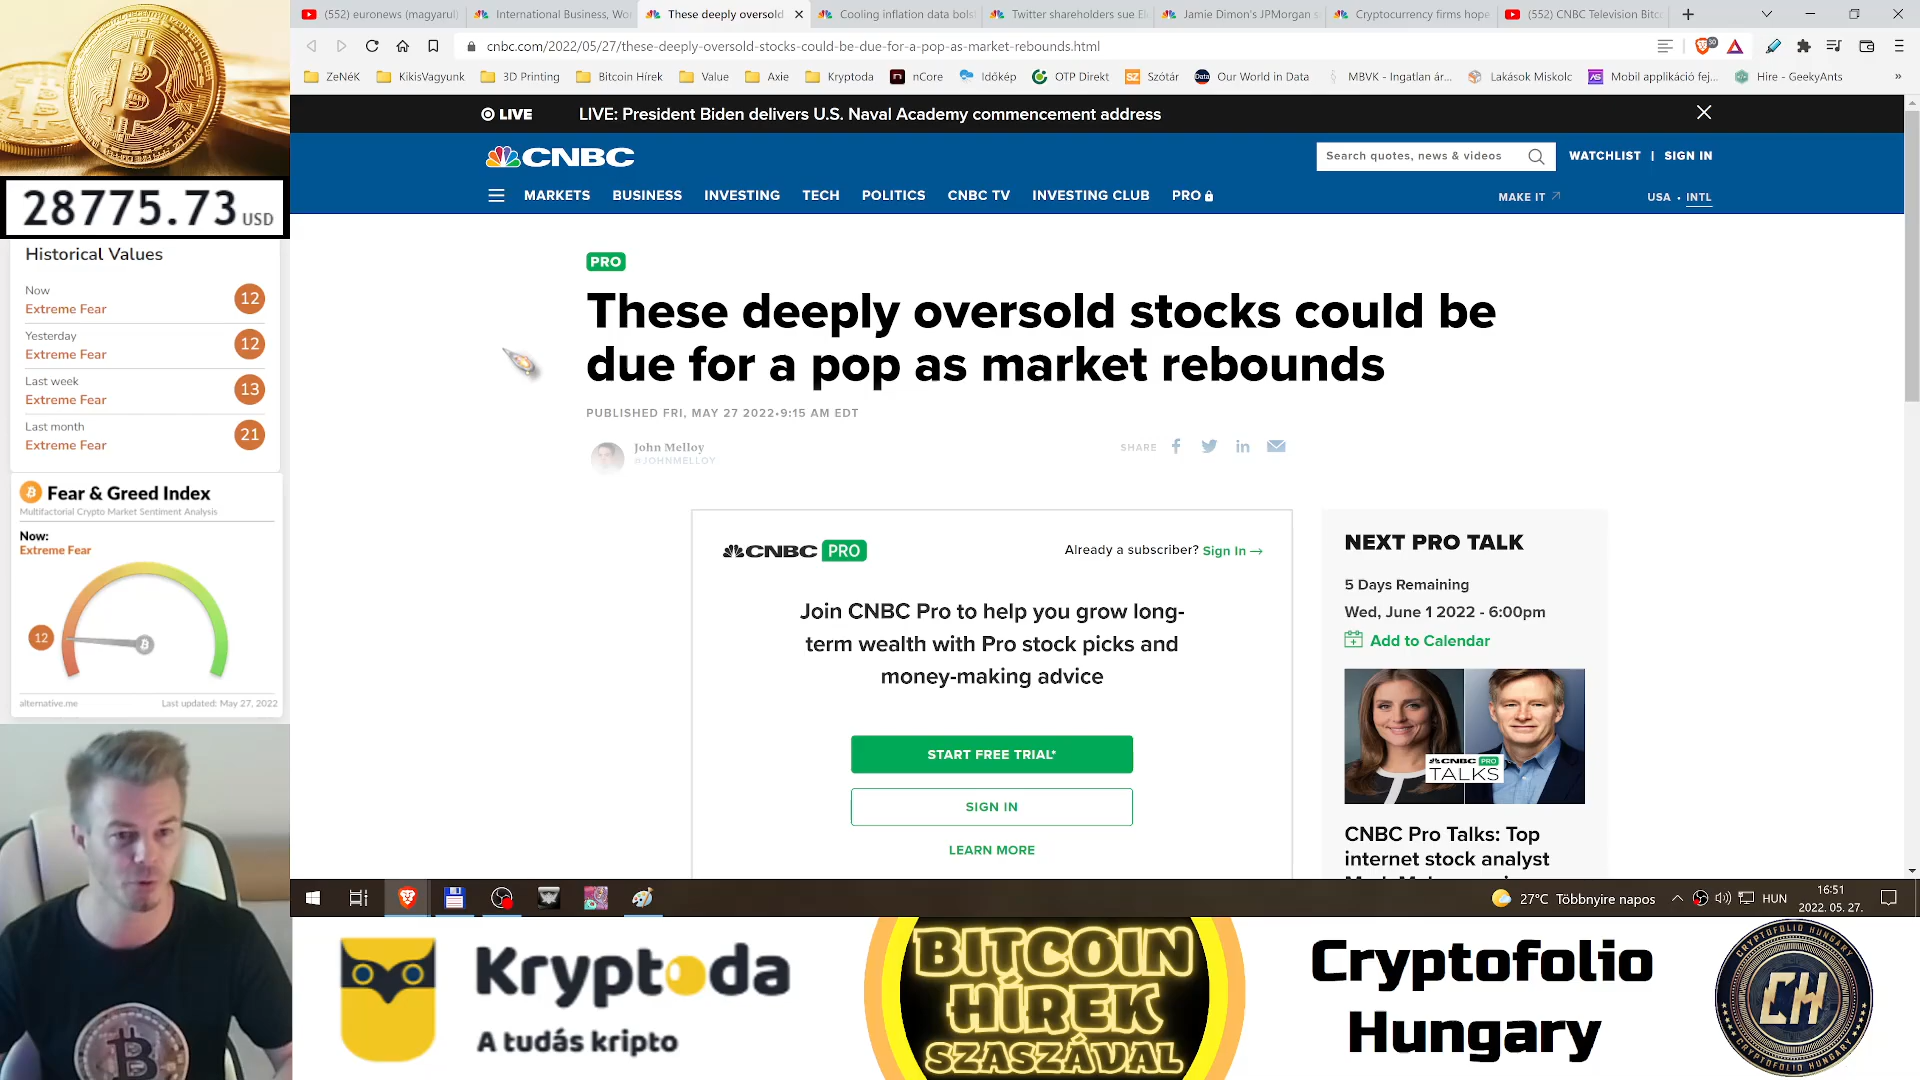 (552) euronews (magyarul)
International Business, Wor
These deeply oversold
Cooling inflation data bols
Twitter shareholders sue El
Jamie Dimon's JPMorgan s
Cryptocurrency firms hope
(552) CNBC Television Bitc
cnbc.com/2022/05/27/these-deeply-oversold-stocks-could-be-due-for-a-pop-as-market-rebounds.html
ZeNéK
KikisVagyunk
3D Printing
Bitcoin Hírek
Value
Axie
Kryptoda
nCore
Időkép
OTP Direkt
Szótár
Our World in Data
MBVK - Ingatlan ár...
Lakások Miskolc
Mobil applikáció fej...
Hire - GeekyAnts
LIVE
LIVE: President Biden delivers U.S. Naval Academy commencement address
CNBC
Search quotes, news & videos
WATCHLIST | SIGN IN
MARKETS BUSINESS INVESTING TECH POLITICS CNBC TV INVESTING CLUB PRO
MAKE IT
USA • INTL
PRO
These deeply oversold stocks could be
due for a pop as market rebounds
PUBLISHED FRI, MAY 27 2022•9:15 AM EDT
John Melloy
@JOHNMELLOY
SHARE
CNBC PRO
Already a subscriber? Sign In →
Join CNBC Pro to help you grow long-
term wealth with Pro stock picks and
money-making advice
START FREE TRIAL*
SIGN IN
LEARN MORE
NEXT PRO TALK
5 Days Remaining
Wed, June 1 2022 - 6:00pm
Add to Calendar
CNBC PRO
TALKS
CNBC Pro Talks: Top
internet stock analyst
28775.73 USD
Historical Values
Now
Extreme Fear
12
Yesterday
Extreme Fear
12
Last week
Extreme Fear
13
Last month
Extreme Fear
21
Fear & Greed Index
Multifactorial Crypto Market Sentiment Analysis
Now:
Extreme Fear
12
alternative.me
Last updated: May 27, 2022
27°C Többnyire napos
HUN
16:51
2022. 05. 27.
Kryptoda
A tudás kripto
BITCOIN
HÍREK
SZASZÁVAL
Cryptofolio
Hungary
CRYPTOFOLIO HUNGARY
CH
CRYPTOFOLIO HUNGARY